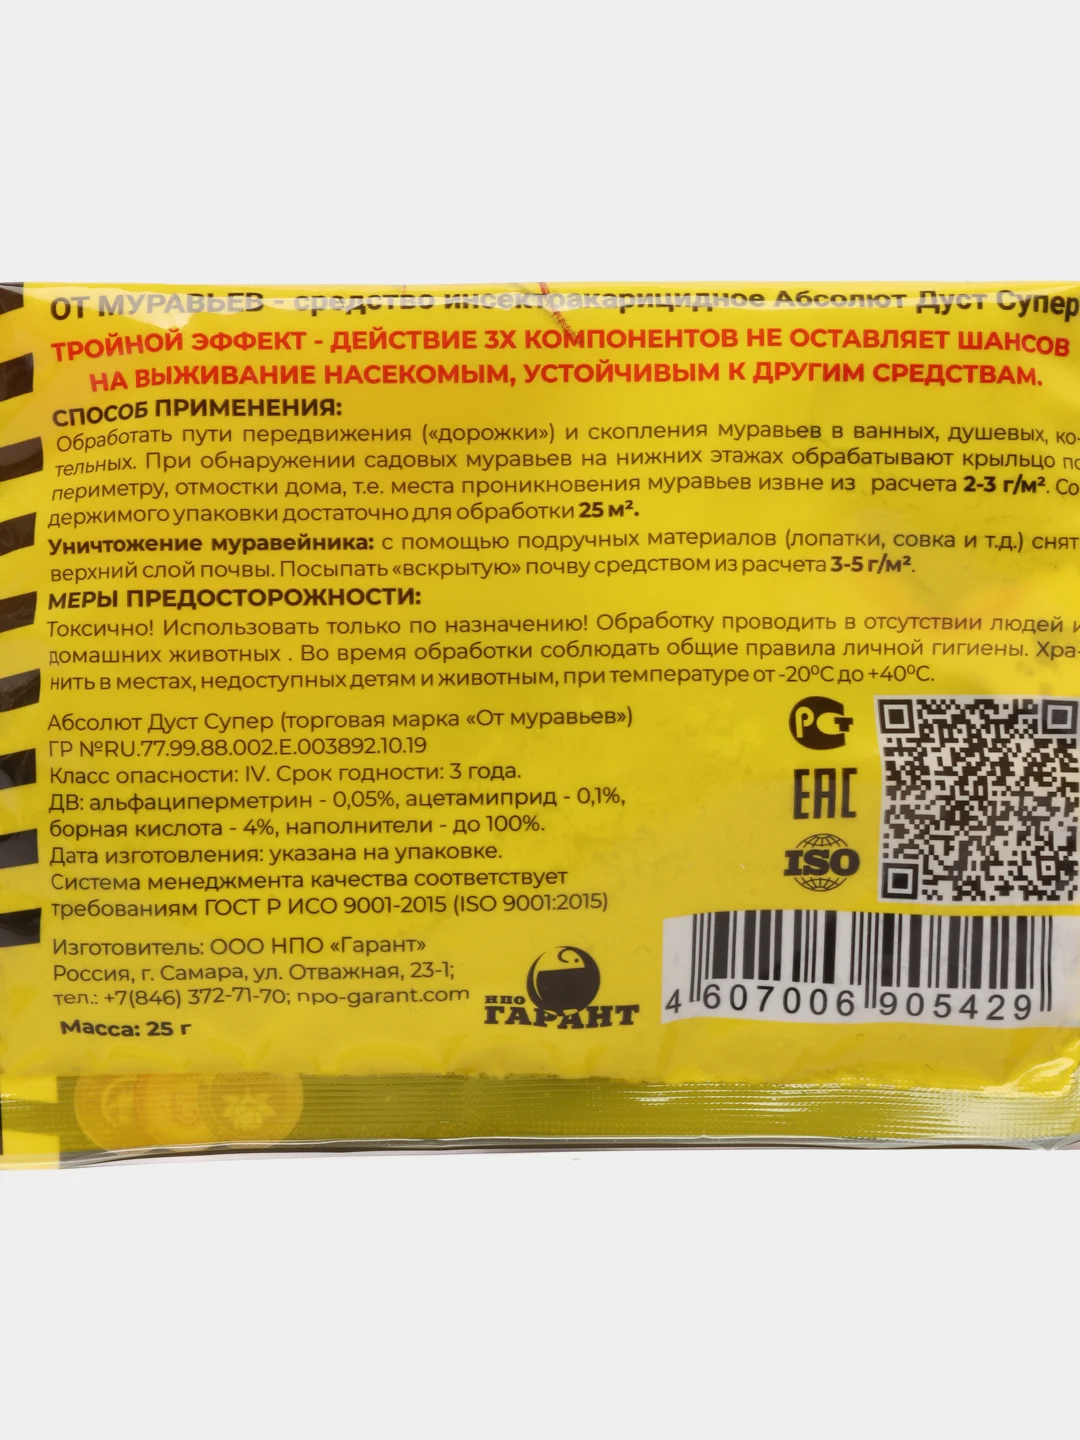 ОТ МУРАВЬЕВ - средство инсектоакарицидное Абсолют Дуст Супер
ТРОЙНОЙ ЭФФЕКТ - ДЕЙСТВИЕ 3Х КОМПОНЕНТОВ НЕ ОСТАВЛЯЕТ ШАНСОВ
НА ВЫЖИВАНИЕ НАСЕКОМЫМ, УСТОЙЧИВЫМ К ДРУГИМ СРЕДСТВАМ.
СПОСОБ ПРИМЕНЕНИЯ:
Обработать пути передвижения («дорожки») и скопления муравьев в ванных, душевых, ко-
тельных. При обнаружении садовых муравьев на нижних этажах обрабатывают крыльцо по
периметру, отмостки дома, т.е. места проникновения муравьев извне из расчета 2-3 г/м². Со
держимого упаковки достаточно для обработки 25 м².
Уничтожение муравейника: с помощью подручных материалов (лопатки, совка и т.д.) снят
верхний слой почвы. Посыпать «вскрытую» почву средством из расчета 3-5 г/м².
МЕРЫ ПРЕДОСТОРОЖНОСТИ:
Токсично! Использовать только по назначению! Обработку проводить в отсутствии людей и
домашних животных . Во время обработки соблюдать общие правила личной гигиены. Хра-
нить в местах, недоступных детям и животным, при температуре от -20⁰С до +40⁰С.
Абсолют Дуст Супер (торговая марка «От муравьев»)
ГР №RU.77.99.88.002.Е.003892.10.19
Класс опасности: IV. Срок годности: 3 года.
ДВ: альфациперметрин - 0,05%, ацетамиприд - 0,1%,
борная кислота - 4%, наполнители - до 100%.
Дата изготовления: указана на упаковке.
Система менеджмента качества соответствует
требованиям ГОСТ Р ИСО 9001-2015 (ISO 9001:2015)
Изготовитель: ООО НПО «Гарант»
Россия, г. Самара, ул. Отважная, 23-1;
тел.: +7(846) 372-71-70; npo-garant.com
Масса: 25 г
НПО
ГАРАНТ
РСТ
ЕАС
ISO
4 607006 905429